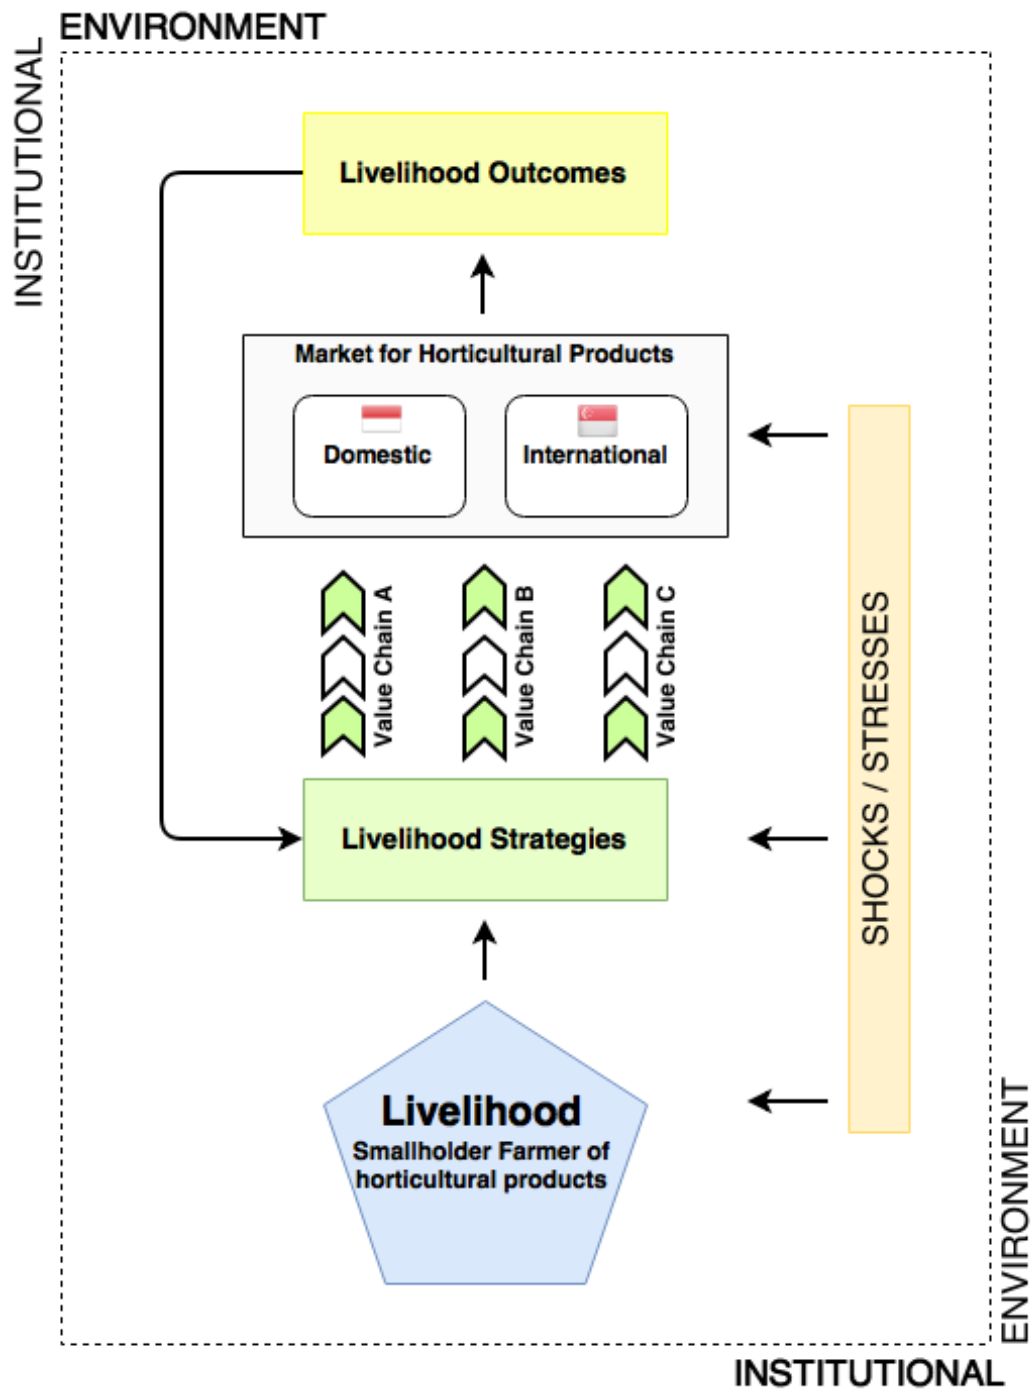 ENVIRONMENT
INSTITUTIONAL
Livelihood Outcomes
Market for Horticultural Products
Domestic
International
Value Chain A
Value Chain B
Value Chain C
SHOCKS / STRESSES
Livelihood Strategies
Livelihood
Smallholder Farmer of
horticultural products
ENVIRONMENT
INSTITUTIONAL